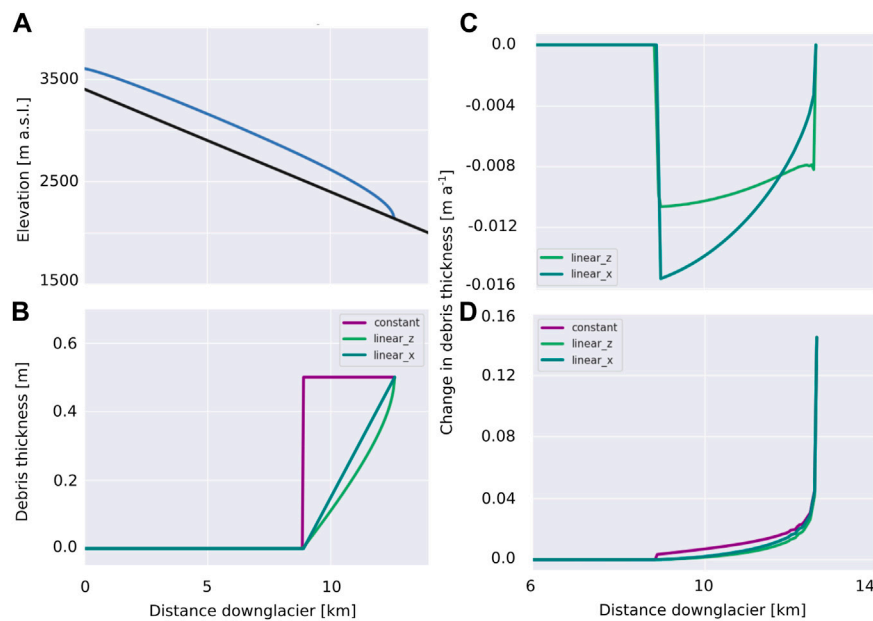 A
Elevation [m a.s.l.]
3500
2500
1500
B
Debris thickness [m]
0.6
0.4
0.2
0.0
constant
linear_z
linear_x
0
5
10
Distance downglacier [km]
C
Change in debris thickness [m a⁻¹]
0.0
-0.004
-0.008
-0.012
-0.016
linear_z
linear_x
D
0.16
0.12
0.08
0.04
0.0
constant
linear_z
linear_x
6
10
14
Distance downglacier [km]